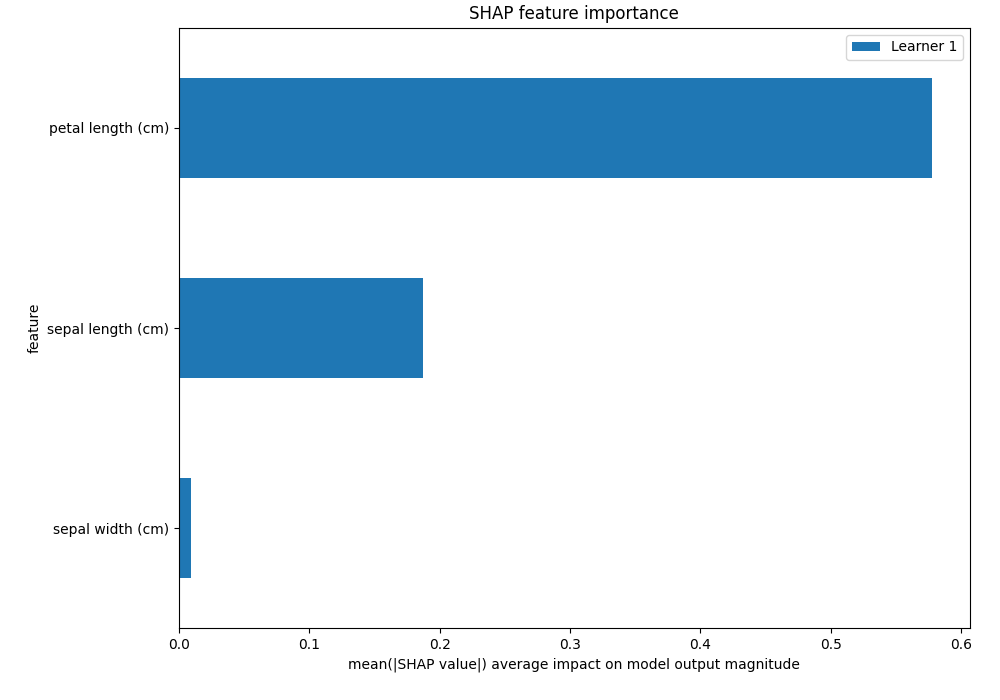 SHAP feature importance
Learner 1
petal length (cm)
sepal length (cm)
sepal width (cm)
feature
0.0 0.1 0.2 0.3 0.4 0.5 0.6
mean(|SHAP value|) average impact on model output magnitude